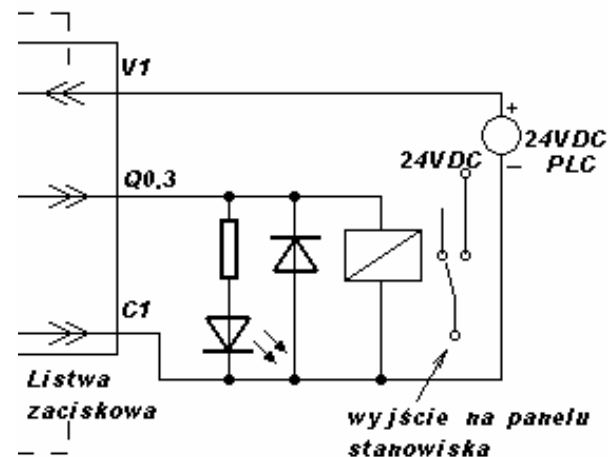 V1
+
24VDC
PLC
24VDC
–
Q0,3
C1
Listwa
zaciskowa
wyjście na panelu
stanowiska